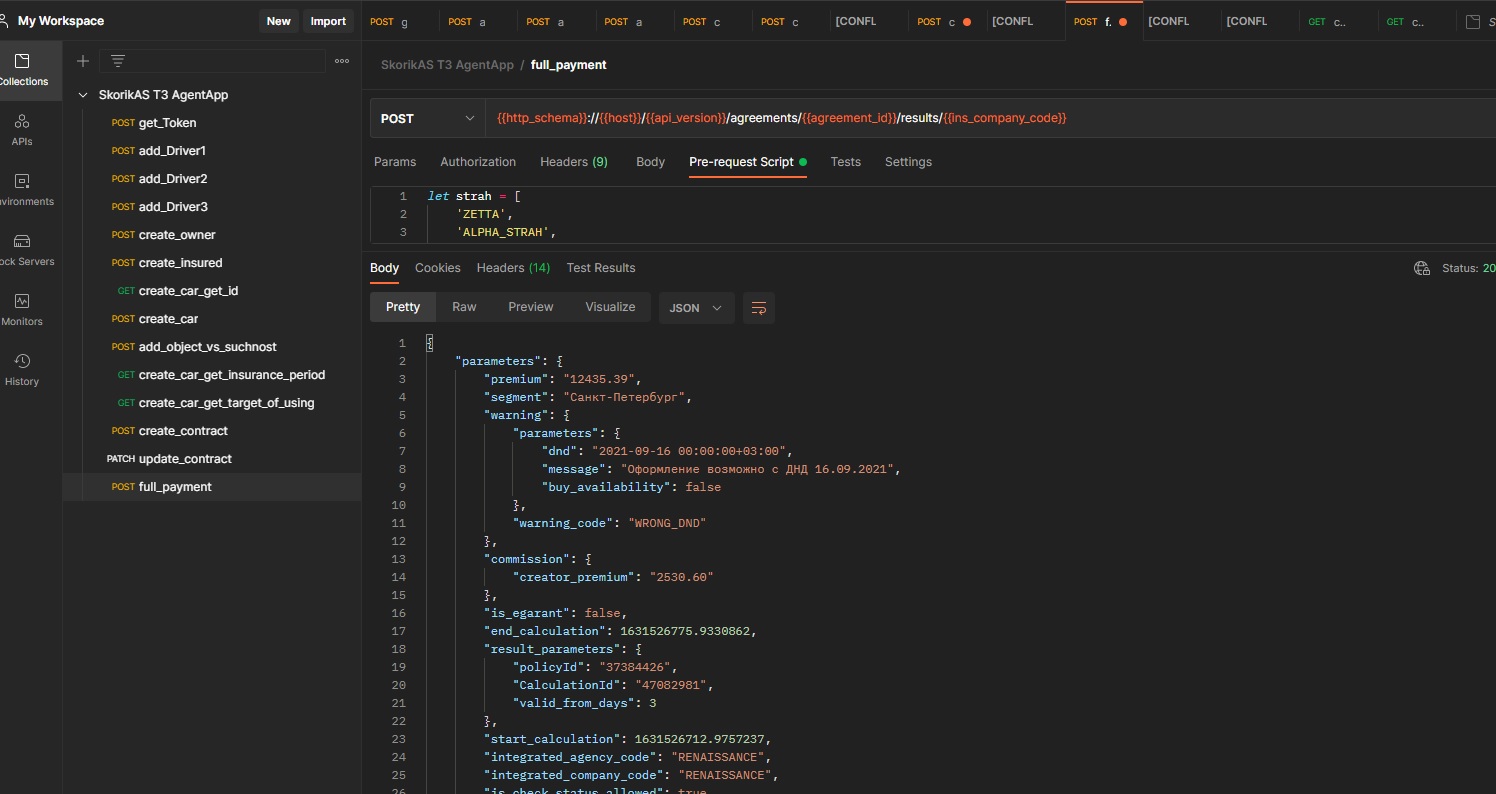 My Workspace New Import
POST g POST a POST a POST a POST c POST c [CONFL POST c [CONFL POST f. [CONFL [CONFL GET c.. GET c..
SkorikAS T3 AgentApp / full_payment
Collections
APIs
nvironments
ock Servers
Monitors
History
SkorikAS T3 AgentApp
POST get_Token
POST add_Driver1
POST add_Driver2
POST add_Driver3
POST create_owner
POST create_insured
GET create_car_get_id
POST create_car
POST add_object_vs_suchnost
GET create_car_get_insurance_period
GET create_car_get_target_of_using
POST create_contract
PATCH update_contract
POST full_payment
POST {{http_schema}}://{{host}}/{{api_version}}/agreements/{{agreement_id}}/results/{{ins_company_code}}
Params Authorization Headers (9) Body Pre-request Script Tests Settings
1 let strah = [
2 'ZETTA',
3 'ALPHA_STRAH',
Body Cookies Headers (14) Test Results Status: 20
Pretty Raw Preview Visualize JSON
1 {
2 "parameters": {
3 "premium": "12435.39",
4 "segment": "Санкт-Петербург",
5 "warning": {
6 "parameters": {
7 "dnd": "2021-09-16 00:00:00+03:00",
8 "message": "Оформление возможно с ДНД 16.09.2021",
9 "buy_availability": false
10 },
11 "warning_code": "WRONG_DND"
12 },
13 "commission": {
14 "creator_premium": "2530.60"
15 },
16 "is_egarant": false,
17 "end_calculation": 1631526775.9330862,
18 "result_parameters": {
19 "policyId": "37384426",
20 "CalculationId": "47082981",
21 "valid_from_days": 3
22 },
23 "start_calculation": 1631526712.9757237,
24 "integrated_agency_code": "RENAISSANCE",
25 "integrated_company_code": "RENAISSANCE",
26 "is_check_status_allowed": true